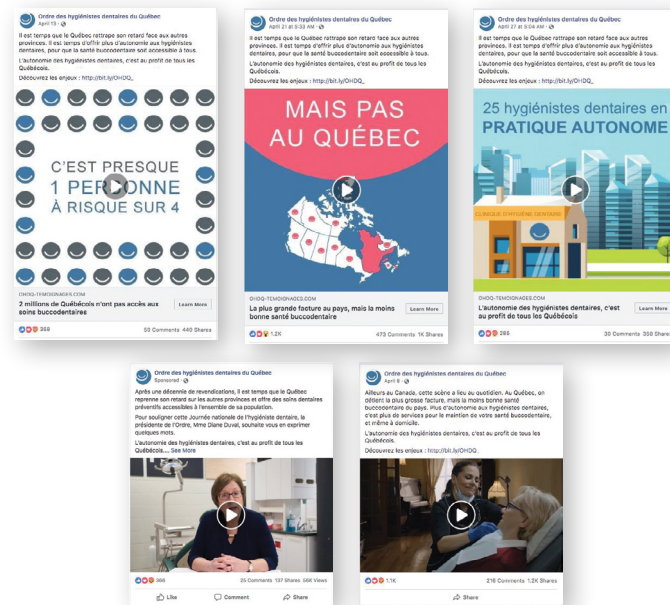 Ordre des hygiénistes dentaires du Québec
April 13 ·
Il est temps que le Québec rattrape son retard face aux autres
provinces. Il est temps d'offrir plus d'autonomie aux hygiénistes
dentaires, pour que la santé buccodentaire soit accessible à tous.
L'autonomie des hygiénistes dentaires, c'est au profit de tous les
Québécois.
Découvrez les enjeux : http://bit.ly/OHDQ_
C'EST PRESQUE
1 PERSONNE
À RISQUE SUR 4
OHDQ-TEMOIGNAGES.COM
2 millions de Québécois n'ont pas accès aux
soins buccodentaires
Learn More
368
50 Comments 440 Shares
Ordre des hygiénistes dentaires du Québec
April 21 at 5:33 AM ·
Il est temps que le Québec rattrape son retard face aux autres
provinces. Il est temps d'offrir plus d'autonomie aux hygiénistes
dentaires, pour que la santé buccodentaire soit accessible à tous.
L'autonomie des hygiénistes dentaires, c'est au profit de tous les
Québécois.
Découvrez les enjeux : http://bit.ly/OHDQ_
MAIS PAS
AU QUÉBEC
OHDQ-TEMOIGNAGES.COM
La plus grande facture au pays, mais la moins
bonne santé buccodentaire
Learn More
1.2K
473 Comments 1K Shares
Ordre des hygiénistes dentaires du Québec
April 27 at 5:04 AM ·
Il est temps que le Québec rattrape son retard face aux autres
provinces. Il est temps d'offrir plus d'autonomie aux hygiénistes
dentaires, pour que la santé buccodentaire soit accessible à tous.
L'autonomie des hygiénistes dentaires, c'est au profit de tous les
Québécois.
Découvrez les enjeux : http://bit.ly/OHDQ_
25 hygiénistes dentaires en
PRATIQUE AUTONOME
CLINIQUE D'HYGIÈNE DENTAIRE
OHDQ-TEMOIGNAGES.COM
L'autonomie des hygiénistes dentaires, c'est
au profit de tous les Québécois
Learn More
285
30 Comments 358 Shares
Ordre des hygiénistes dentaires du Québec
Sponsored ·
Après une décennie de revendications, il est temps que le Québec
reprenne son retard sur les autres provinces et offre des soins dentaires
préventifs accessibles à l'ensemble de sa population.
Pour souligner cette Journée nationale de l'hygiéniste dentaire, la
présidente de l'Ordre, Mme Diane Duval, souhaite vous en exprimer
quelques mots.
L'autonomie des hygiénistes dentaires, c'est au profit de tous les
Québécois... See More
366
25 Comments 137 Shares 56K Views
Like Comment Share
Ordre des hygiénistes dentaires du Québec
April 8 ·
Ailleurs au Canada, cette scène a lieu au quotidien. Au Québec, on
détient la plus grosse facture, mais la moins bonne santé
buccodentaire du pays. Plus d'autonomie aux hygiénistes dentaires,
c'est plus de services pour le maintien de votre santé buccodentaire,
et même à domicile.
L'autonomie des hygiénistes dentaires, c'est au profit de tous les
Québécois.
Découvrez les enjeux : http://bit.ly/OHDQ_
1.1K
216 Comments 1.2K Shares
Share